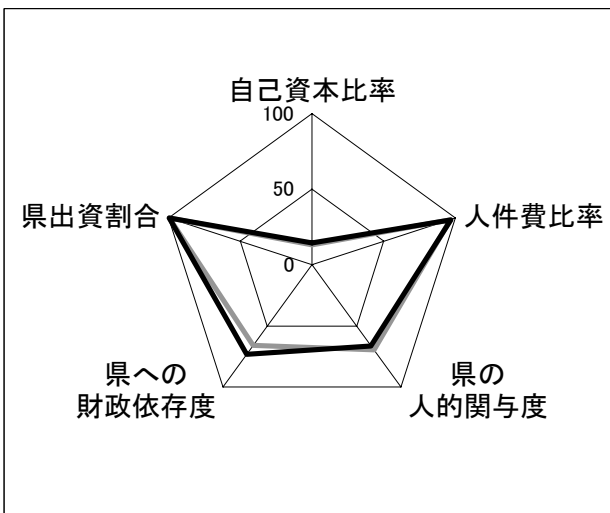 自己資本比率
100
50
0
県出資割合
人件費比率
県への
財政依存度
県の
人的関与度